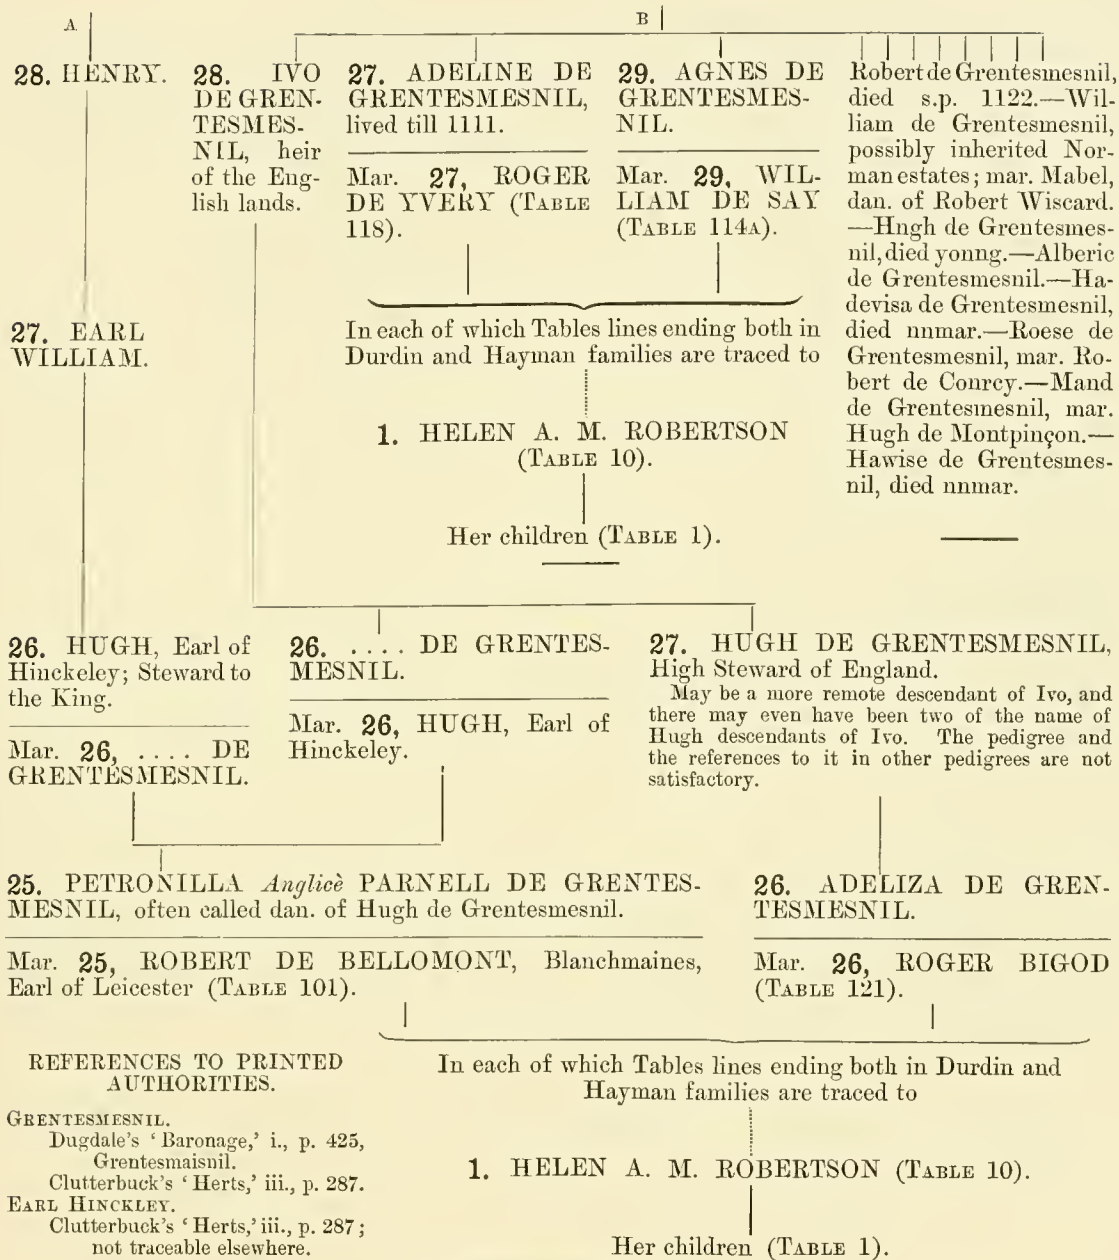 A
B
28. HENRY.
28. IVO
DE GREN-
TESMES-
NIL, heir
of the Eng-
lish lands.
27. ADELINE DE
GRENTESMESNIL,
lived till 1111.
Mar. 27, ROGER
DE YVERY (TABLE
118).
29. AGNES DE
GRENTESMES-
NIL.
Mar. 29, WIL-
LIAM DE SAY
(TABLE 114A).
Robert de Grentesmesnil,
died s.p. 1122.—Wil-
liam de Grentesmesnil,
possibly inherited Nor-
man estates; mar. Mabel,
dan. of Robert Wiscard.
—Hngh de Grentesmes-
nil, died yonng.—Alberic
de Grentesmesnil.—Ha-
devisa de Grentesmesnil,
died nnmar.—Roese de
Grentesmesnil, mar. Ro-
bert de Conrcy.—Mand
de Grentesmesnil, mar.
Hugh de Montpinçon.—
Hawise de Grentesmes-
nil, died nnmar.
In each of which Tables lines ending both in
Durdin and Hayman families are traced to
1. HELEN A. M. ROBERTSON
(TABLE 10).
Her children (TABLE 1).
27. EARL
WILLIAM.
26. HUGH, Earl of
Hinckeley; Steward to
the King.
Mar. 26, .... DE
GRENTESMESNIL.
26. .... DE GRENTES-
MESNIL.
Mar. 26, HUGH, Earl of
Hinckeley.
27. HUGH DE GRENTESMESNIL,
High Steward of England.
May be a more remote descendant of Ivo, and
there may even have been two of the name of
Hugh descendants of Ivo. The pedigree and
the references to it in other pedigrees are not
satisfactory.
25. PETRONILLA Anglicè PARNELL DE GRENTES-
MESNIL, often called dan. of Hugh de Grentesmesnil.
Mar. 25, ROBERT DE BELLOMONT, Blanchmaines,
Earl of Leicester (TABLE 101).
26. ADELIZA DE GREN-
TESMESNIL.
Mar. 26, ROGER BIGOD
(TABLE 121).
In each of which Tables lines ending both in Durdin and
Hayman families are traced to
1. HELEN A. M. ROBERTSON (TABLE 10).
Her children (TABLE 1).
REFERENCES TO PRINTED
AUTHORITIES.
GRENTESMESNIL.
Dugdale's 'Baronage,' i., p. 425,
Grentesmaisnil.
Clutterbuck's 'Herts,' iii., p. 287.
EARL HINCKLEY.
Clutterbuck's 'Herts,' iii., p. 287;
not traceable elsewhere.